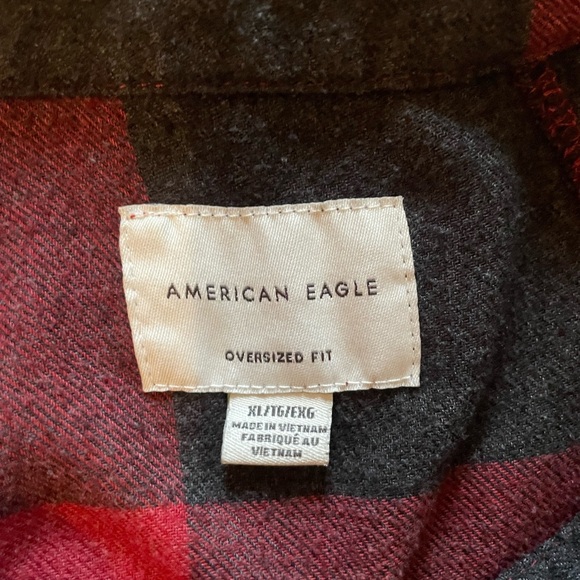 AMERICAN EAGLE
OVERSIZED FIT
XL/TG/EXG
MADE IN VIETNAM
FABRIQUÉ AU
VIETNAM